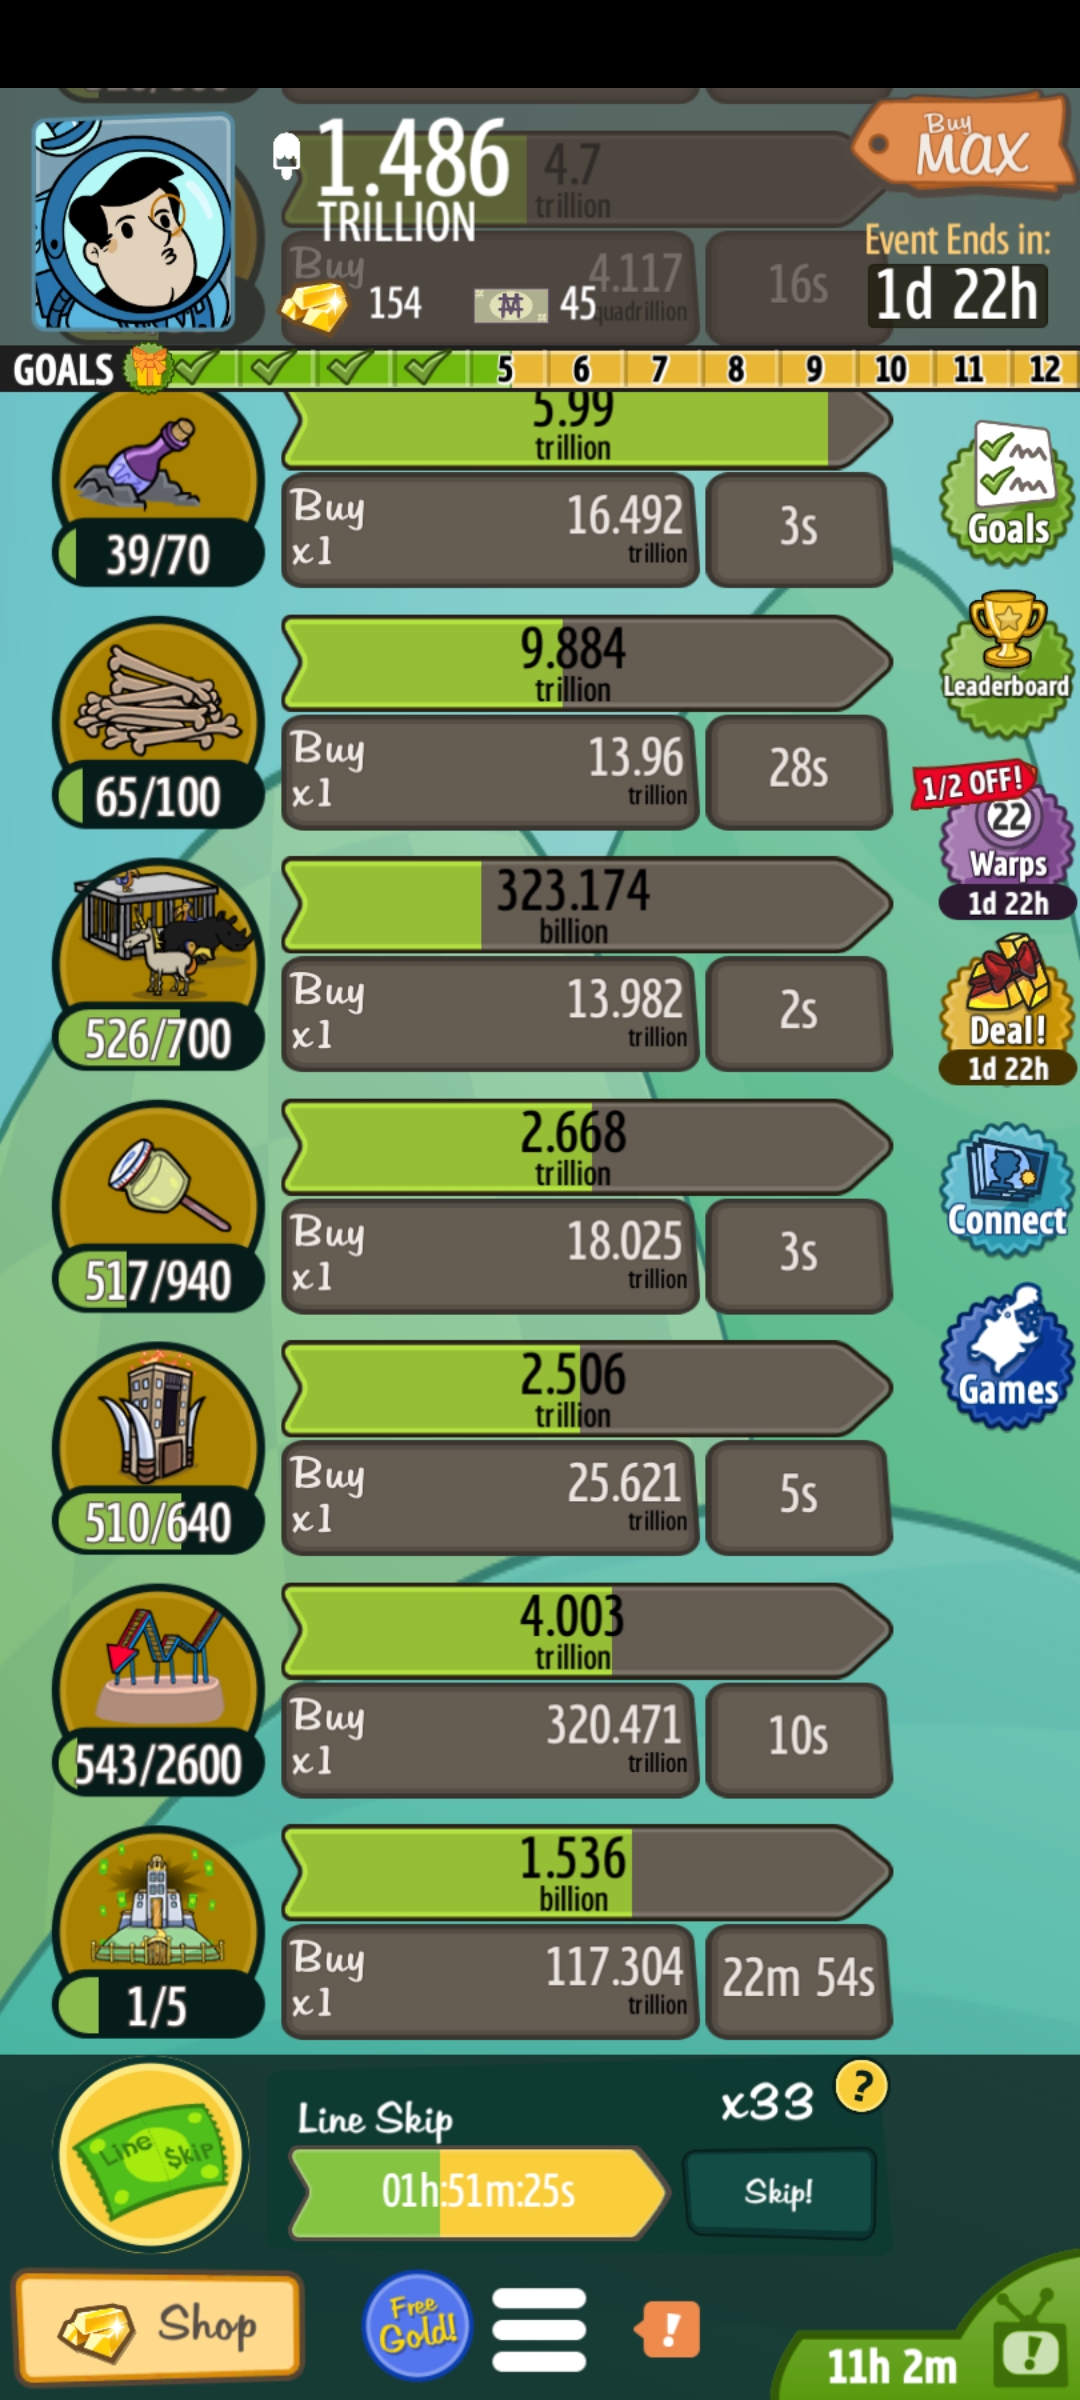 Buy
MAX
1.486
TRILLION
4.7
trillion
Event Ends in:
1d 22h
Buy
4.117
quadrillion
16s
154
45
GOALS
5 6 7 8 9 10 11 12
5.99
trillion
39/70
Buy
x1
16.492
trillion
3s
Goals
9.884
trillion
65/100
Buy
x1
13.96
trillion
28s
Leaderboard
1/2 OFF!
22
Warps
1d 22h
323.174
billion
526/700
Buy
x1
13.982
trillion
2s
Deal!
1d 22h
2.668
trillion
517/940
Buy
x1
18.025
trillion
3s
Connect
2.506
trillion
510/640
Buy
x1
25.621
trillion
5s
Games
4.003
trillion
543/2600
Buy
x1
320.471
trillion
10s
1.536
billion
1/5
Buy
x1
117.304
trillion
22m 54s
Line $kip
Line Skip
x33
?
01h:51m:25s
Skip!
Shop
Free
Gold!
!
11h 2m
!